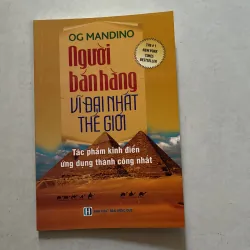 OG MANDINO
Người
bán hàng
VĨ ĐẠI NHẤT
THẾ GIỚI
Tác phẩm kinh điển
ứng dụng thành công nhất